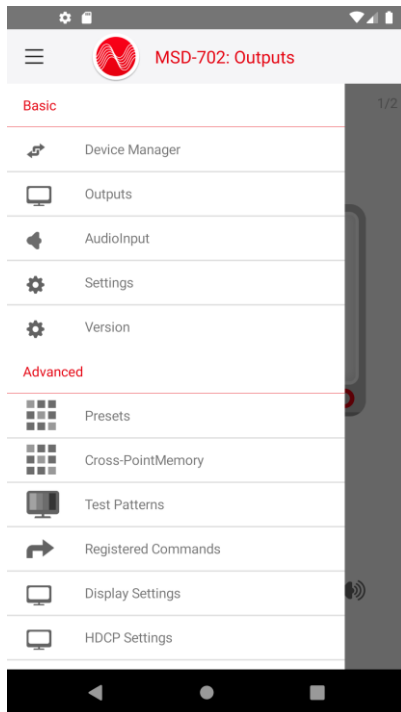 MSD-702: Outputs
Basic
1/2
Device Manager
Outputs
AudioInput
Settings
Version
Advanced
Presets
Cross-PointMemory
Test Patterns
Registered Commands
Display Settings
HDCP Settings